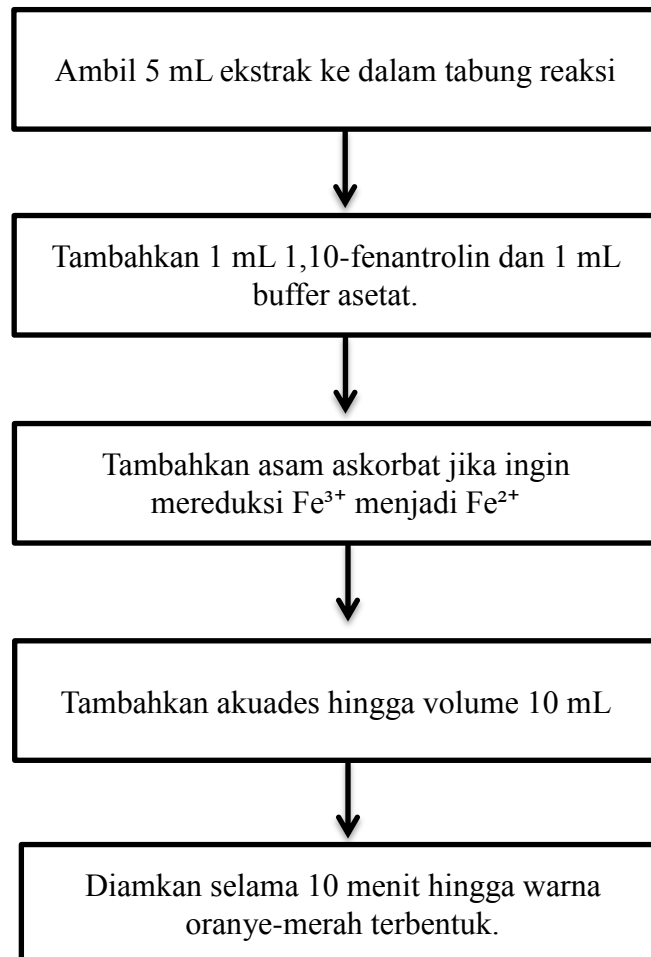 Ambil 5 mL ekstrak ke dalam tabung reaksi
Tambahkan 1 mL 1,10-fenantrolin dan 1 mL
buffer asetat.
Tambahkan asam askorbat jika ingin
mereduksi Fe³⁺ menjadi Fe²⁺
Tambahkan akuades hingga volume 10 mL
Diamkan selama 10 menit hingga warna
oranye-merah terbentuk.